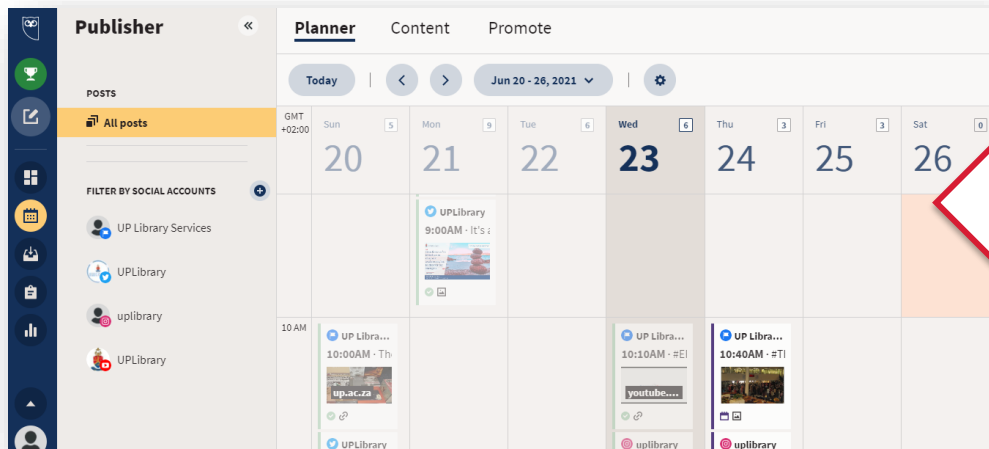 Publisher
«
Planner Content Promote
Today
Jun 20 - 26, 2021
POSTS
All posts
FILTER BY SOCIAL ACCOUNTS
UP Library Services
UPLibrary
uplibrary
UPLibrary
GMT
+02:00
Sun 5
20
Mon 9
21
Tue 6
22
Wed 6
23
Thu 3
24
Fri 3
25
Sat 0
26
UPLibrary
9:00AM · It's a
10 AM
UP Libra...
10:00AM · Th
up.ac.za
UPLibrary
UP Libra...
10:10AM · #El
youtube....
uplibrary
UP Libra...
10:40AM · #Tl
uplibrary